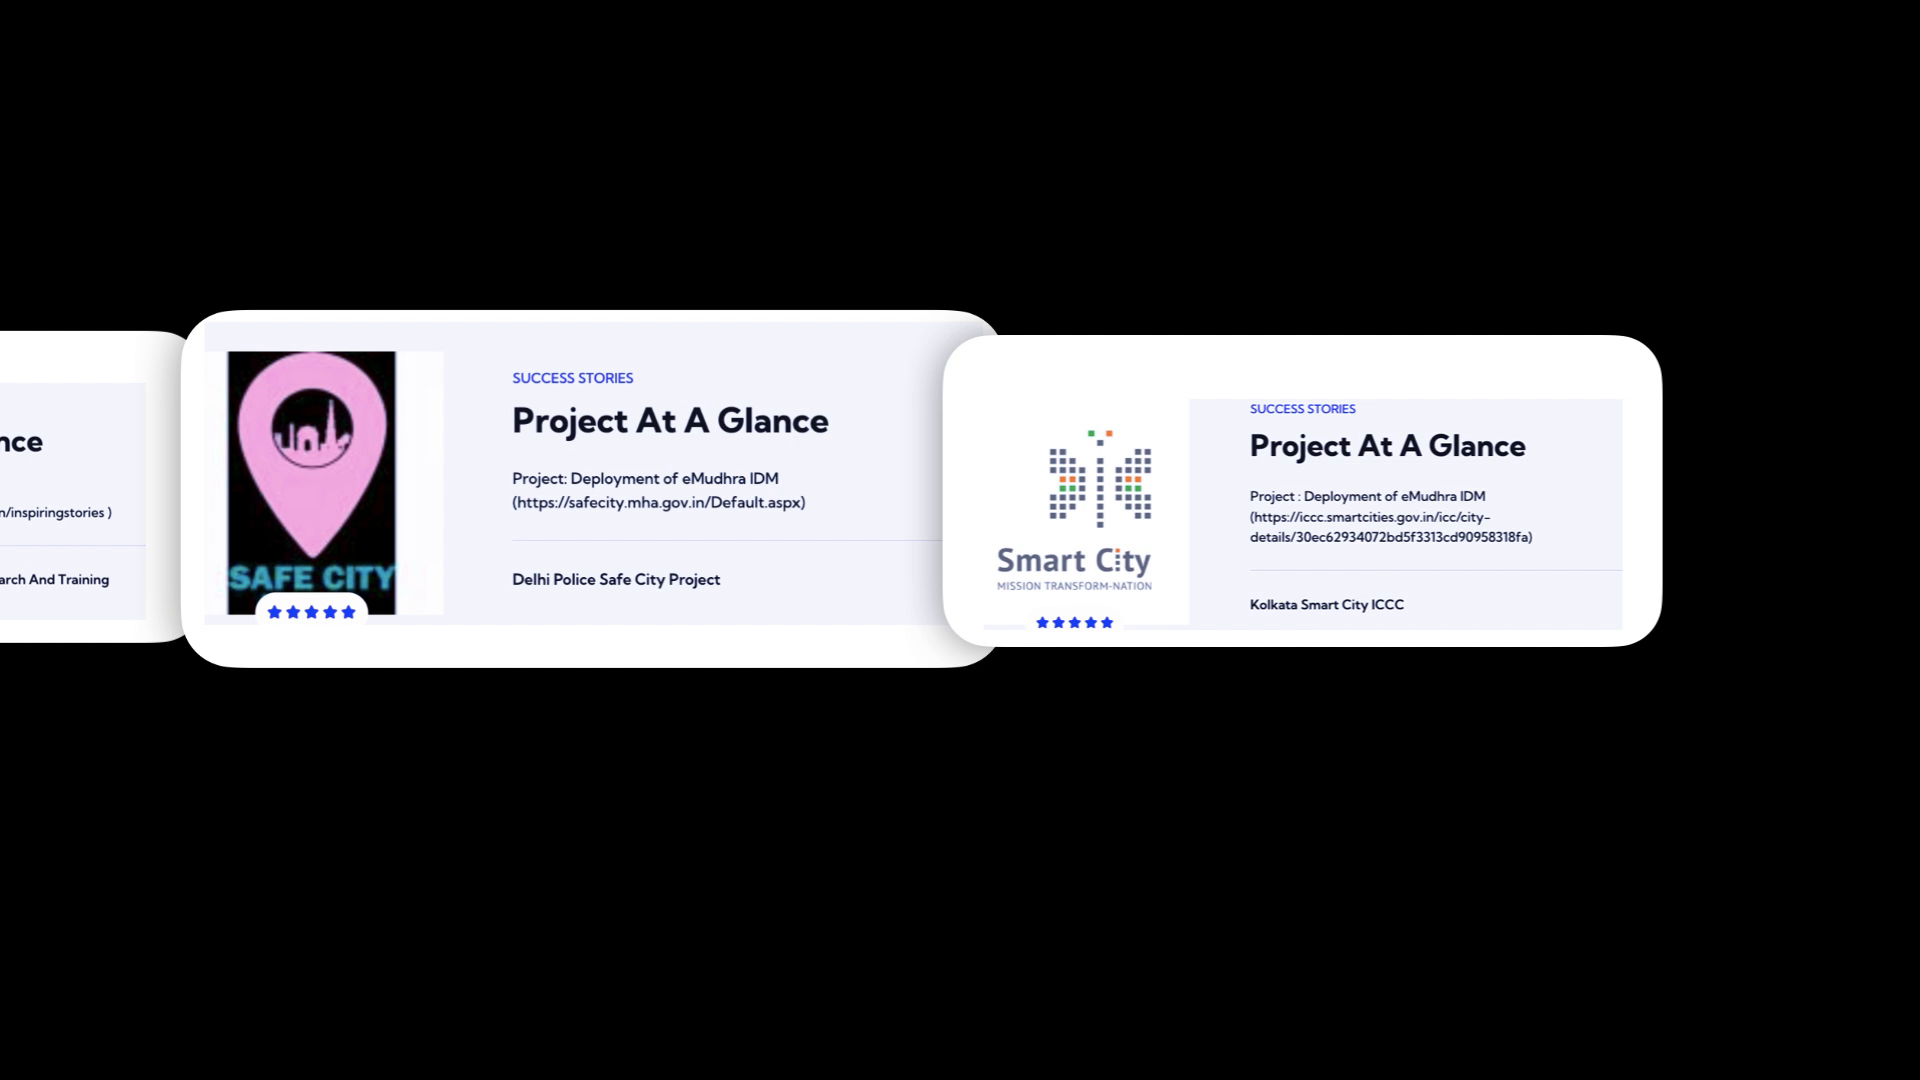 nce
n/inspiringstories )
arch And Training
SAFE CITY
SUCCESS STORIES
Project At A Glance
Project: Deployment of eMudhra IDM
(https://safecity.mha.gov.in/Default.aspx)
Delhi Police Safe City Project
Smart City
MISSION TRANSFORM-NATION
SUCCESS STORIES
Project At A Glance
Project : Deployment of eMudhra IDM
(https://iccc.smartcities.gov.in/icc/city-
details/30ec62934072bd5f3313cd90958318fa)
Kolkata Smart City ICCC